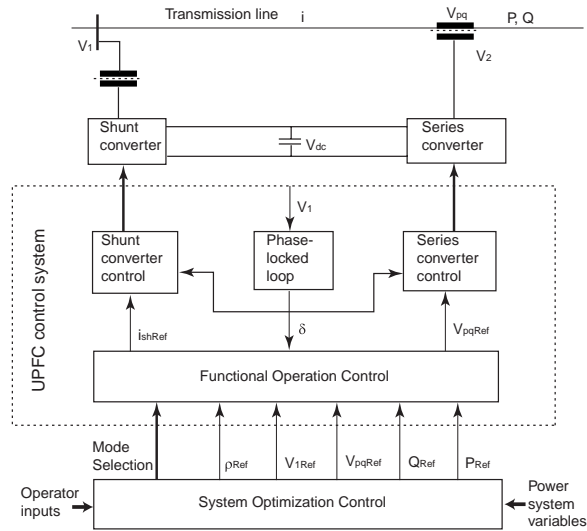 Transmission line
i
V₁
Vpq
P, Q
V₂
Shunt
converter
Vdc
Series
converter
UPFC control system
V₁
Shunt
converter
control
Phase-
locked
loop
Series
converter
control
ishRef
δ
VpqRef
Functional Operation Control
Mode
Selection
ρRef
V1Ref
VpqRef
QRef
PRef
Operator
inputs
System Optimization Control
Power
system
variables